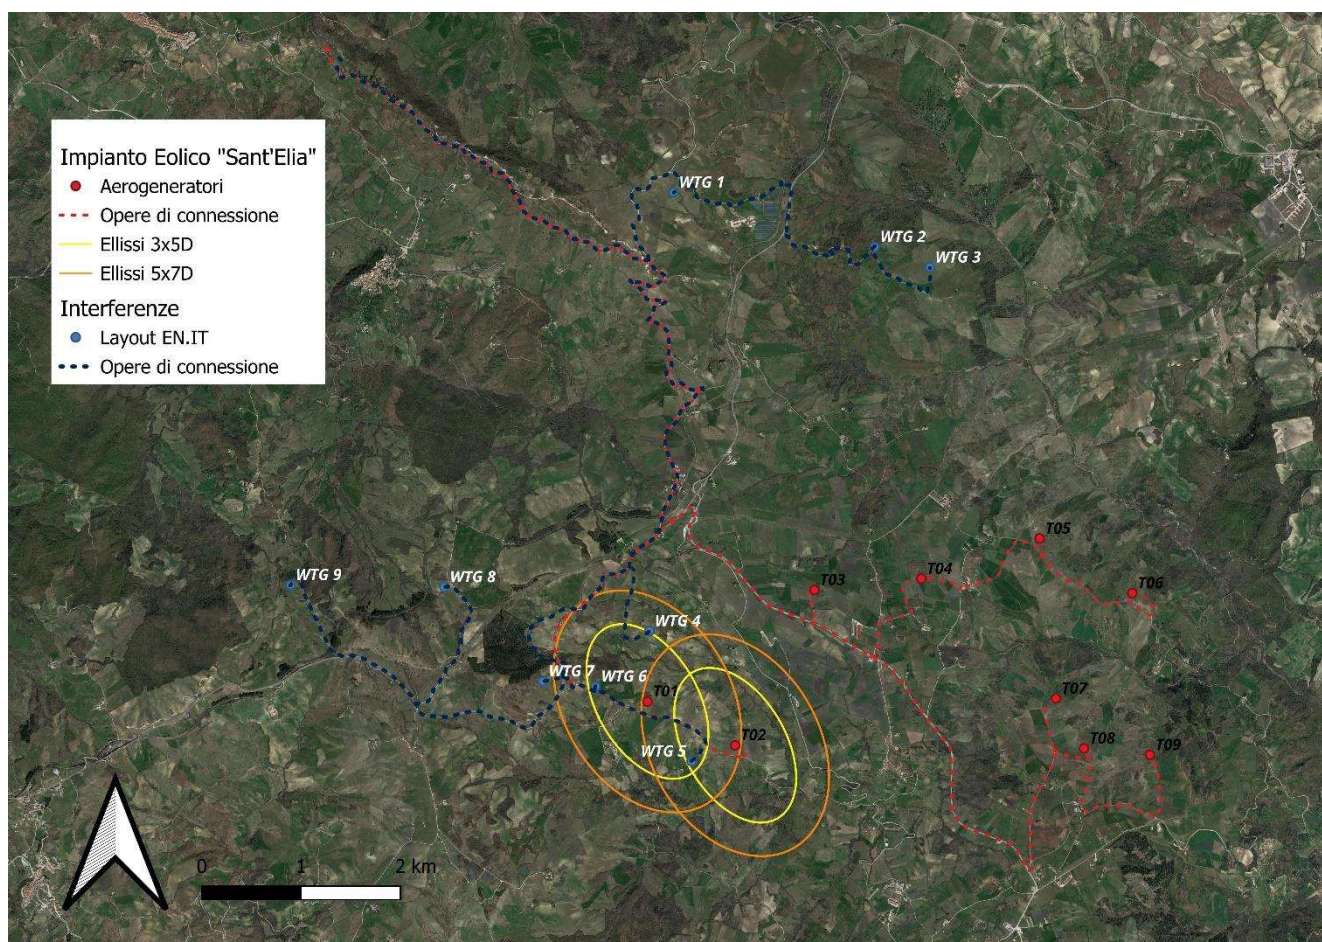 Impianto Eolico "Sant'Elia"
Aerogeneratori
Opere di connessione
Ellissi 3x5D
Ellissi 5x7D
Interferenze
Layout EN.IT
Opere di connessione
WTG 1
WTG 2
WTG 3
T05
T04
T03
T06
WTG 9
WTG 8
WTG 4
WTG 7
WTG 6
T01
T07
WTG 5
T02
T08
T09
0 1 2 km